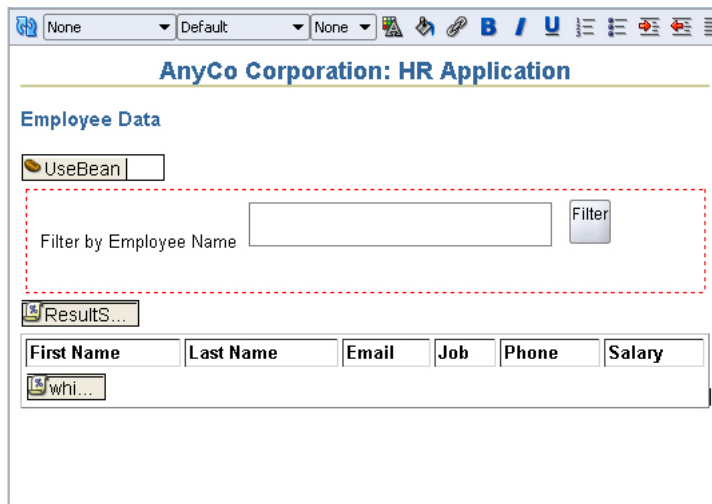 None Default None B I U
AnyCo Corporation: HR Application
Employee Data
UseBean
Filter by Employee Name Filter
ResultS...
First Name Last Name Email Job Phone Salary
whi...